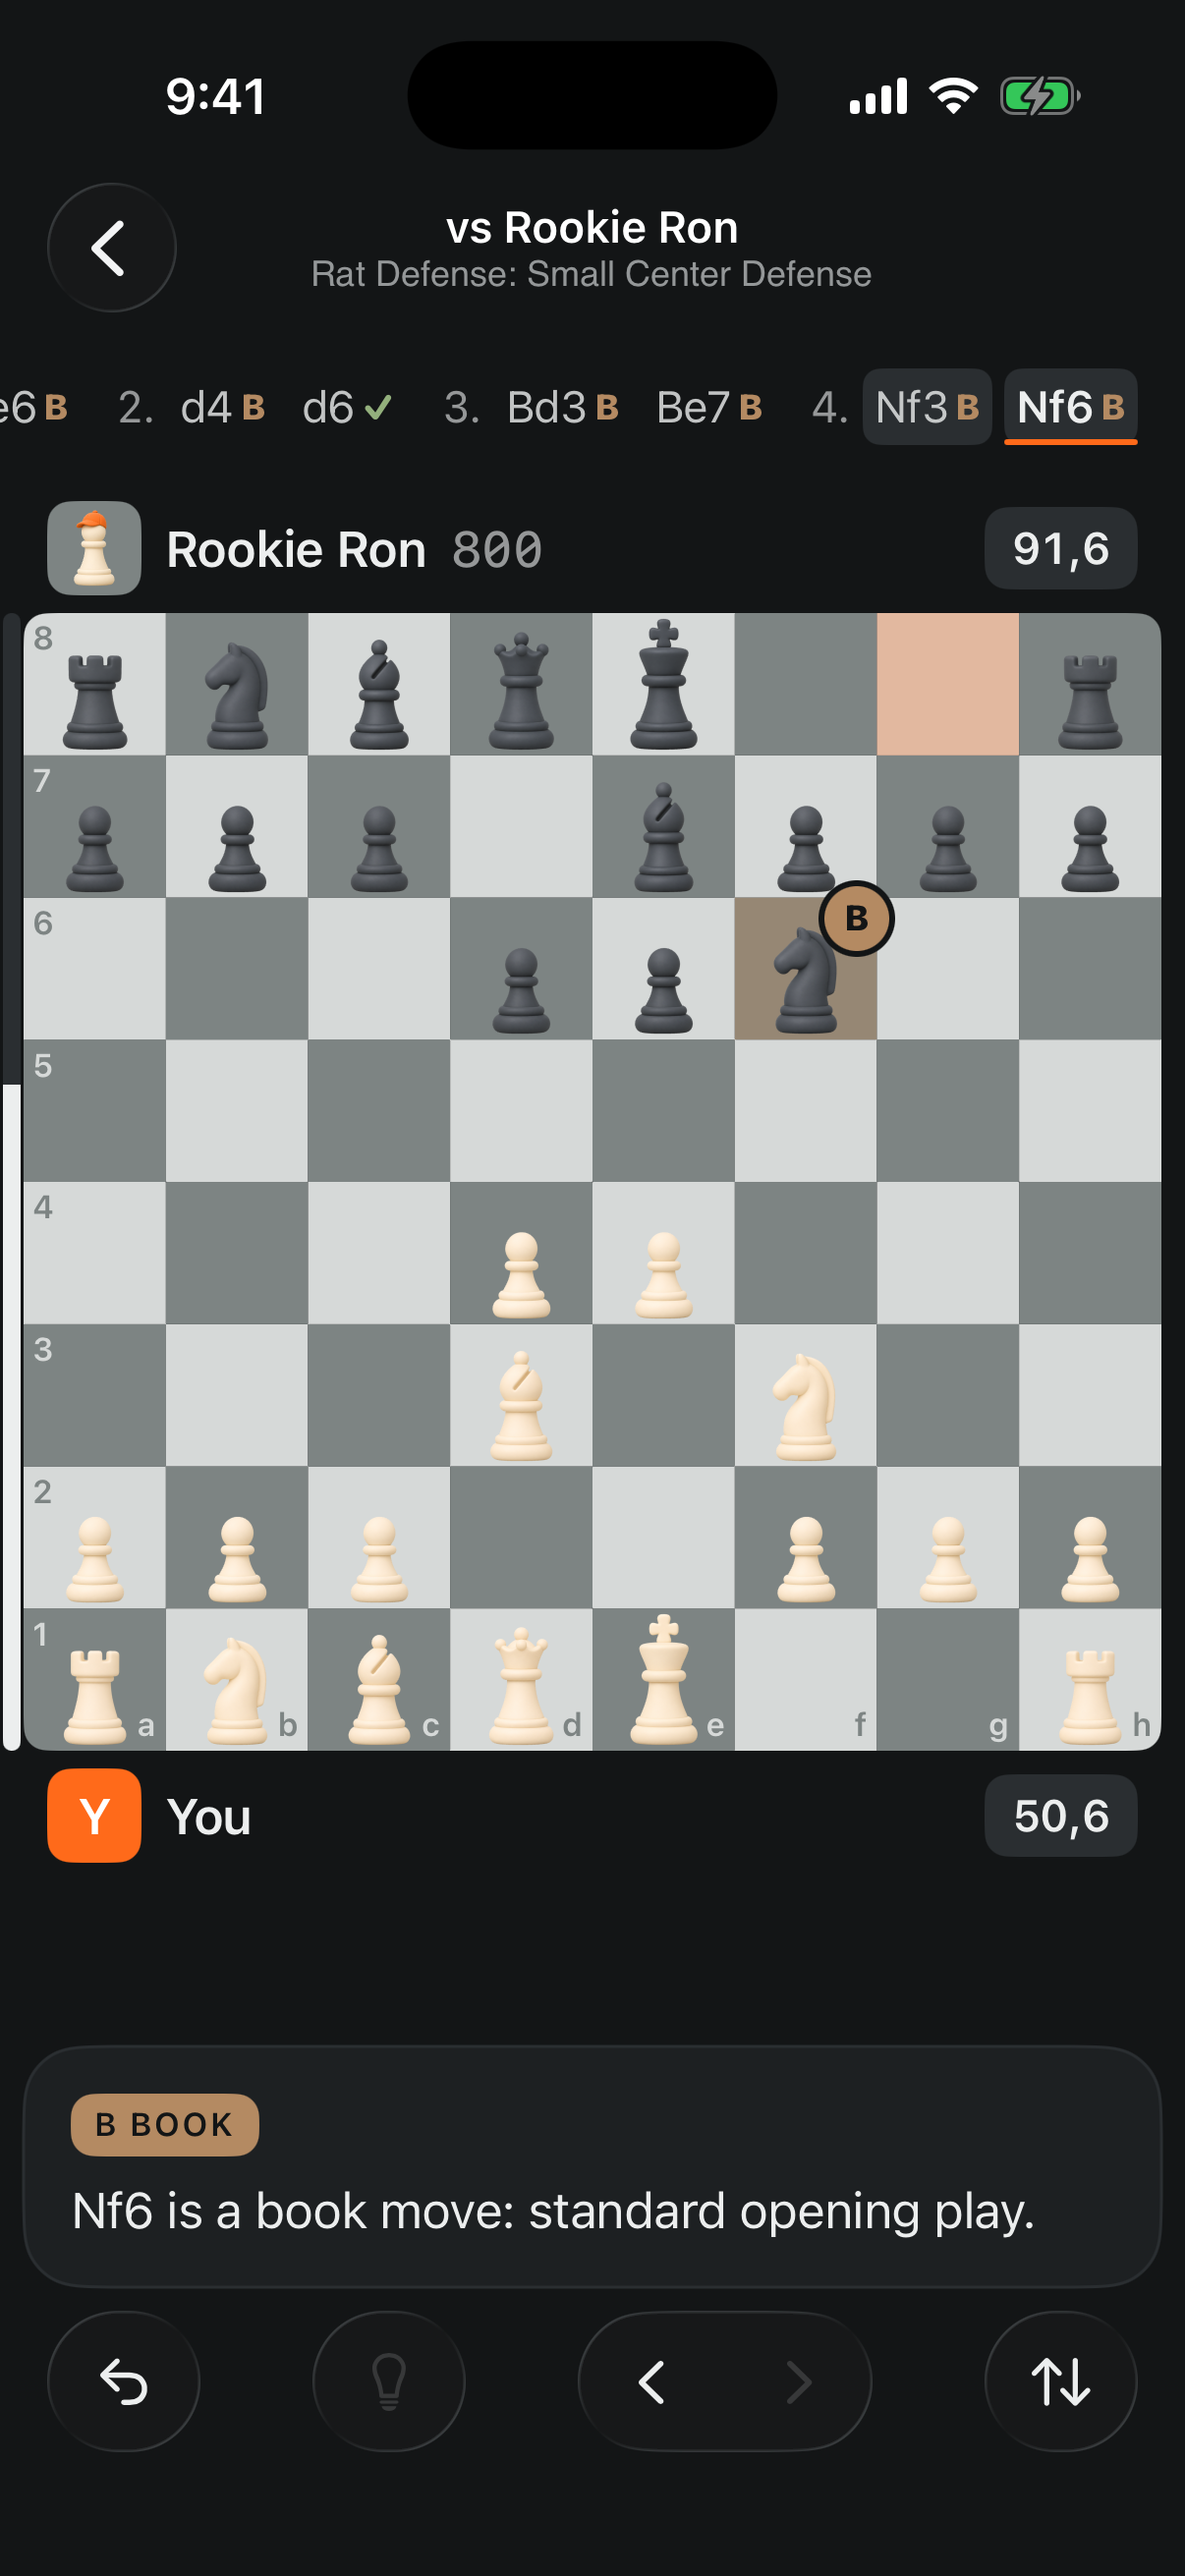 9:41
vs Rookie Ron
Rat Defense: Small Center Defense
e6 B 2. d4 B d6 3. Bd3 B Be7 B 4. Nf3 B Nf6 B
Rookie Ron 800 91,6
8
7
B
6
5
4
3
2
1
a b c d e f g h
Y You 50,6
B BOOK
Nf6 is a book move: standard opening play.